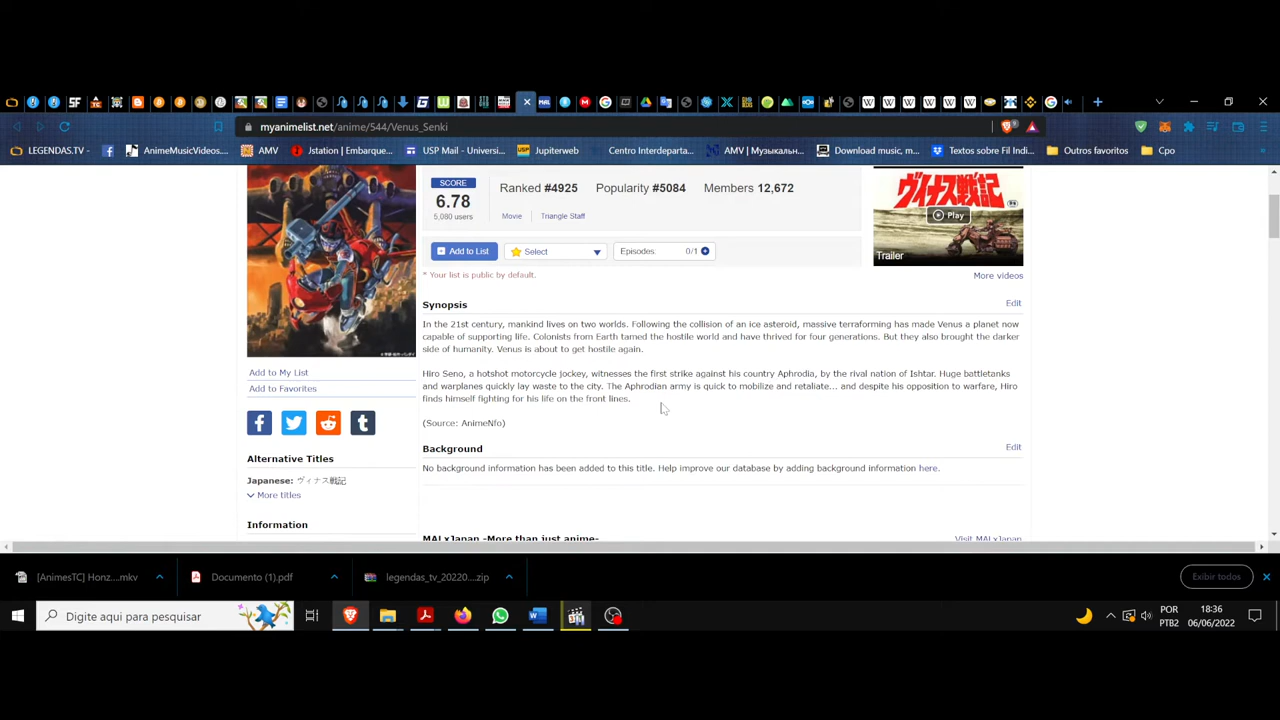 myanimelist.net/anime/544/Venus_Senki
LEGENDAS.TV -
AnimeMusicVideos...
AMV
Jstation | Embarque...
USP Mail - Universi...
Jupiterweb
Centro Interdeparta...
AMV | Музыкальн...
Download music, m...
Textos sobre Fil Indi...
Outros favoritos
Cpo
SCORE
6.78
5,080 users
Ranked #4925
Popularity #5084
Members 12,672
Movie
Triangle Staff
Add to List
Select
Episodes: 0/1
* Your list is public by default.
ヴイナス戦記
Play
Trailer
More videos
Synopsis
Edit
In the 21st century, mankind lives on two worlds. Following the collision of an ice asteroid, massive terraforming has made Venus a planet now
capable of supporting life. Colonists from Earth tamed the hostile world and have thrived for four generations. But they also brought the darker
side of humanity. Venus is about to get hostile again.
Hiro Seno, a hotshot motorcycle jockey, witnesses the first strike against his country Aphrodia, by the rival nation of Ishtar. Huge battletanks
and warplanes quickly lay waste to the city. The Aphrodian army is quick to mobilize and retaliate... and despite his opposition to warfare, Hiro
finds himself fighting for his life on the front lines.
(Source: AnimeNfo)
Background
Edit
No background information has been added to this title. Help improve our database by adding background information here.
MALxJapan -More than just anime-
Visit MALxJapan
Add to My List
Add to Favorites
Alternative Titles
Japanese: ヴィナス戦記
More titles
Information
[AnimesTC] Honz....mkv
Documento (1).pdf
legendas_tv_20220....zip
Exibir todos
Digite aqui para pesquisar
POR
PTB2
18:36
06/06/2022